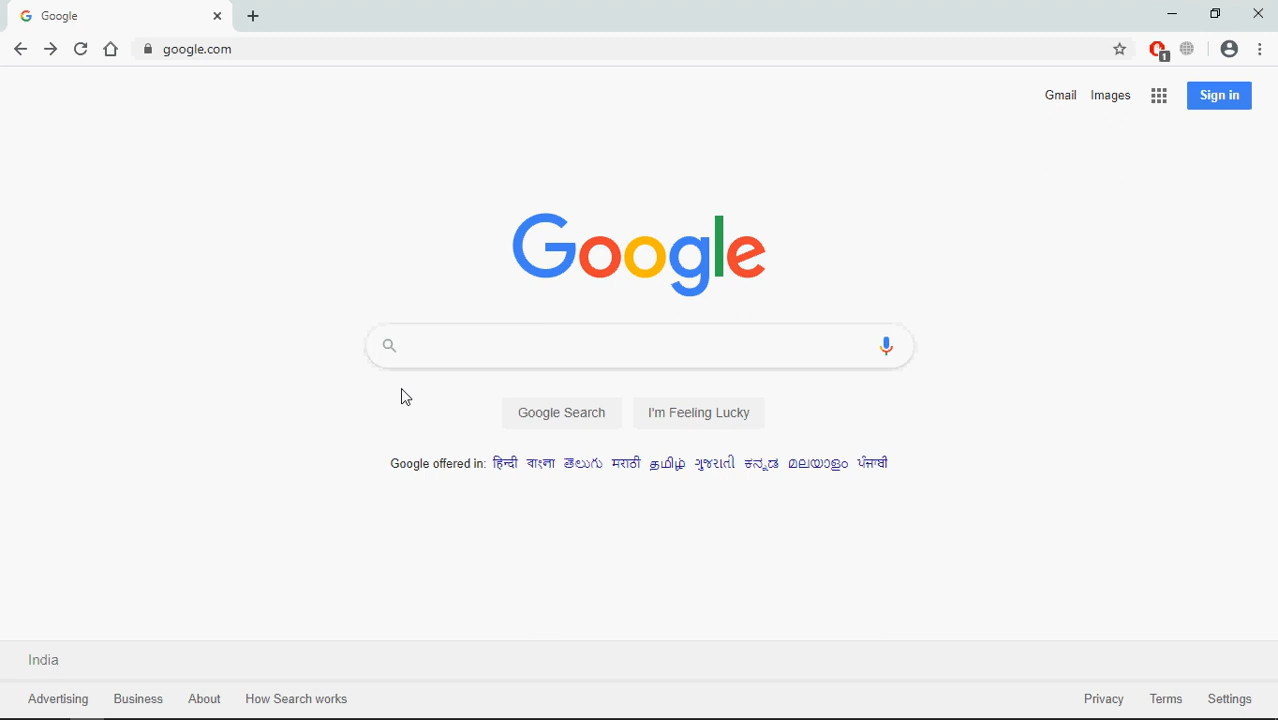 Google
google.com
1
Gmail Images Sign in
Google
Google Search I'm Feeling Lucky
Google offered in: हिन्दी বাংলা తెలుగు मराठी தமிழ் ગુજરાતી ಕನ್ನಡ മലയാളം ਪੰਜਾਬੀ
India
Advertising Business About How Search works Privacy Terms Settings